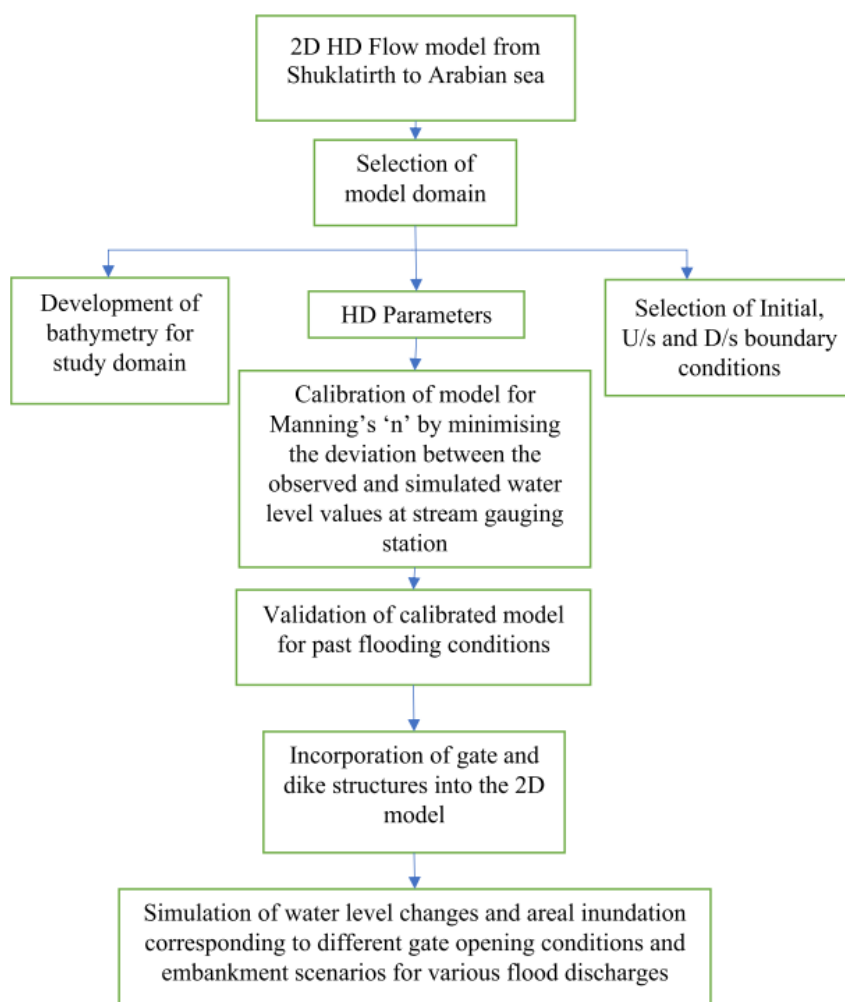 2D HD Flow model from
Shuklatirth to Arabian sea
Selection of
model domain
Development of
bathymetry for
study domain
HD Parameters
Selection of Initial,
U/s and D/s boundary
conditions
Calibration of model for
Manning’s ‘n’ by minimising
the deviation between the
observed and simulated water
level values at stream gauging
station
Validation of calibrated model
for past flooding conditions
Incorporation of gate and
dike structures into the 2D
model
Simulation of water level changes and areal inundation
corresponding to different gate opening conditions and
embankment scenarios for various flood discharges